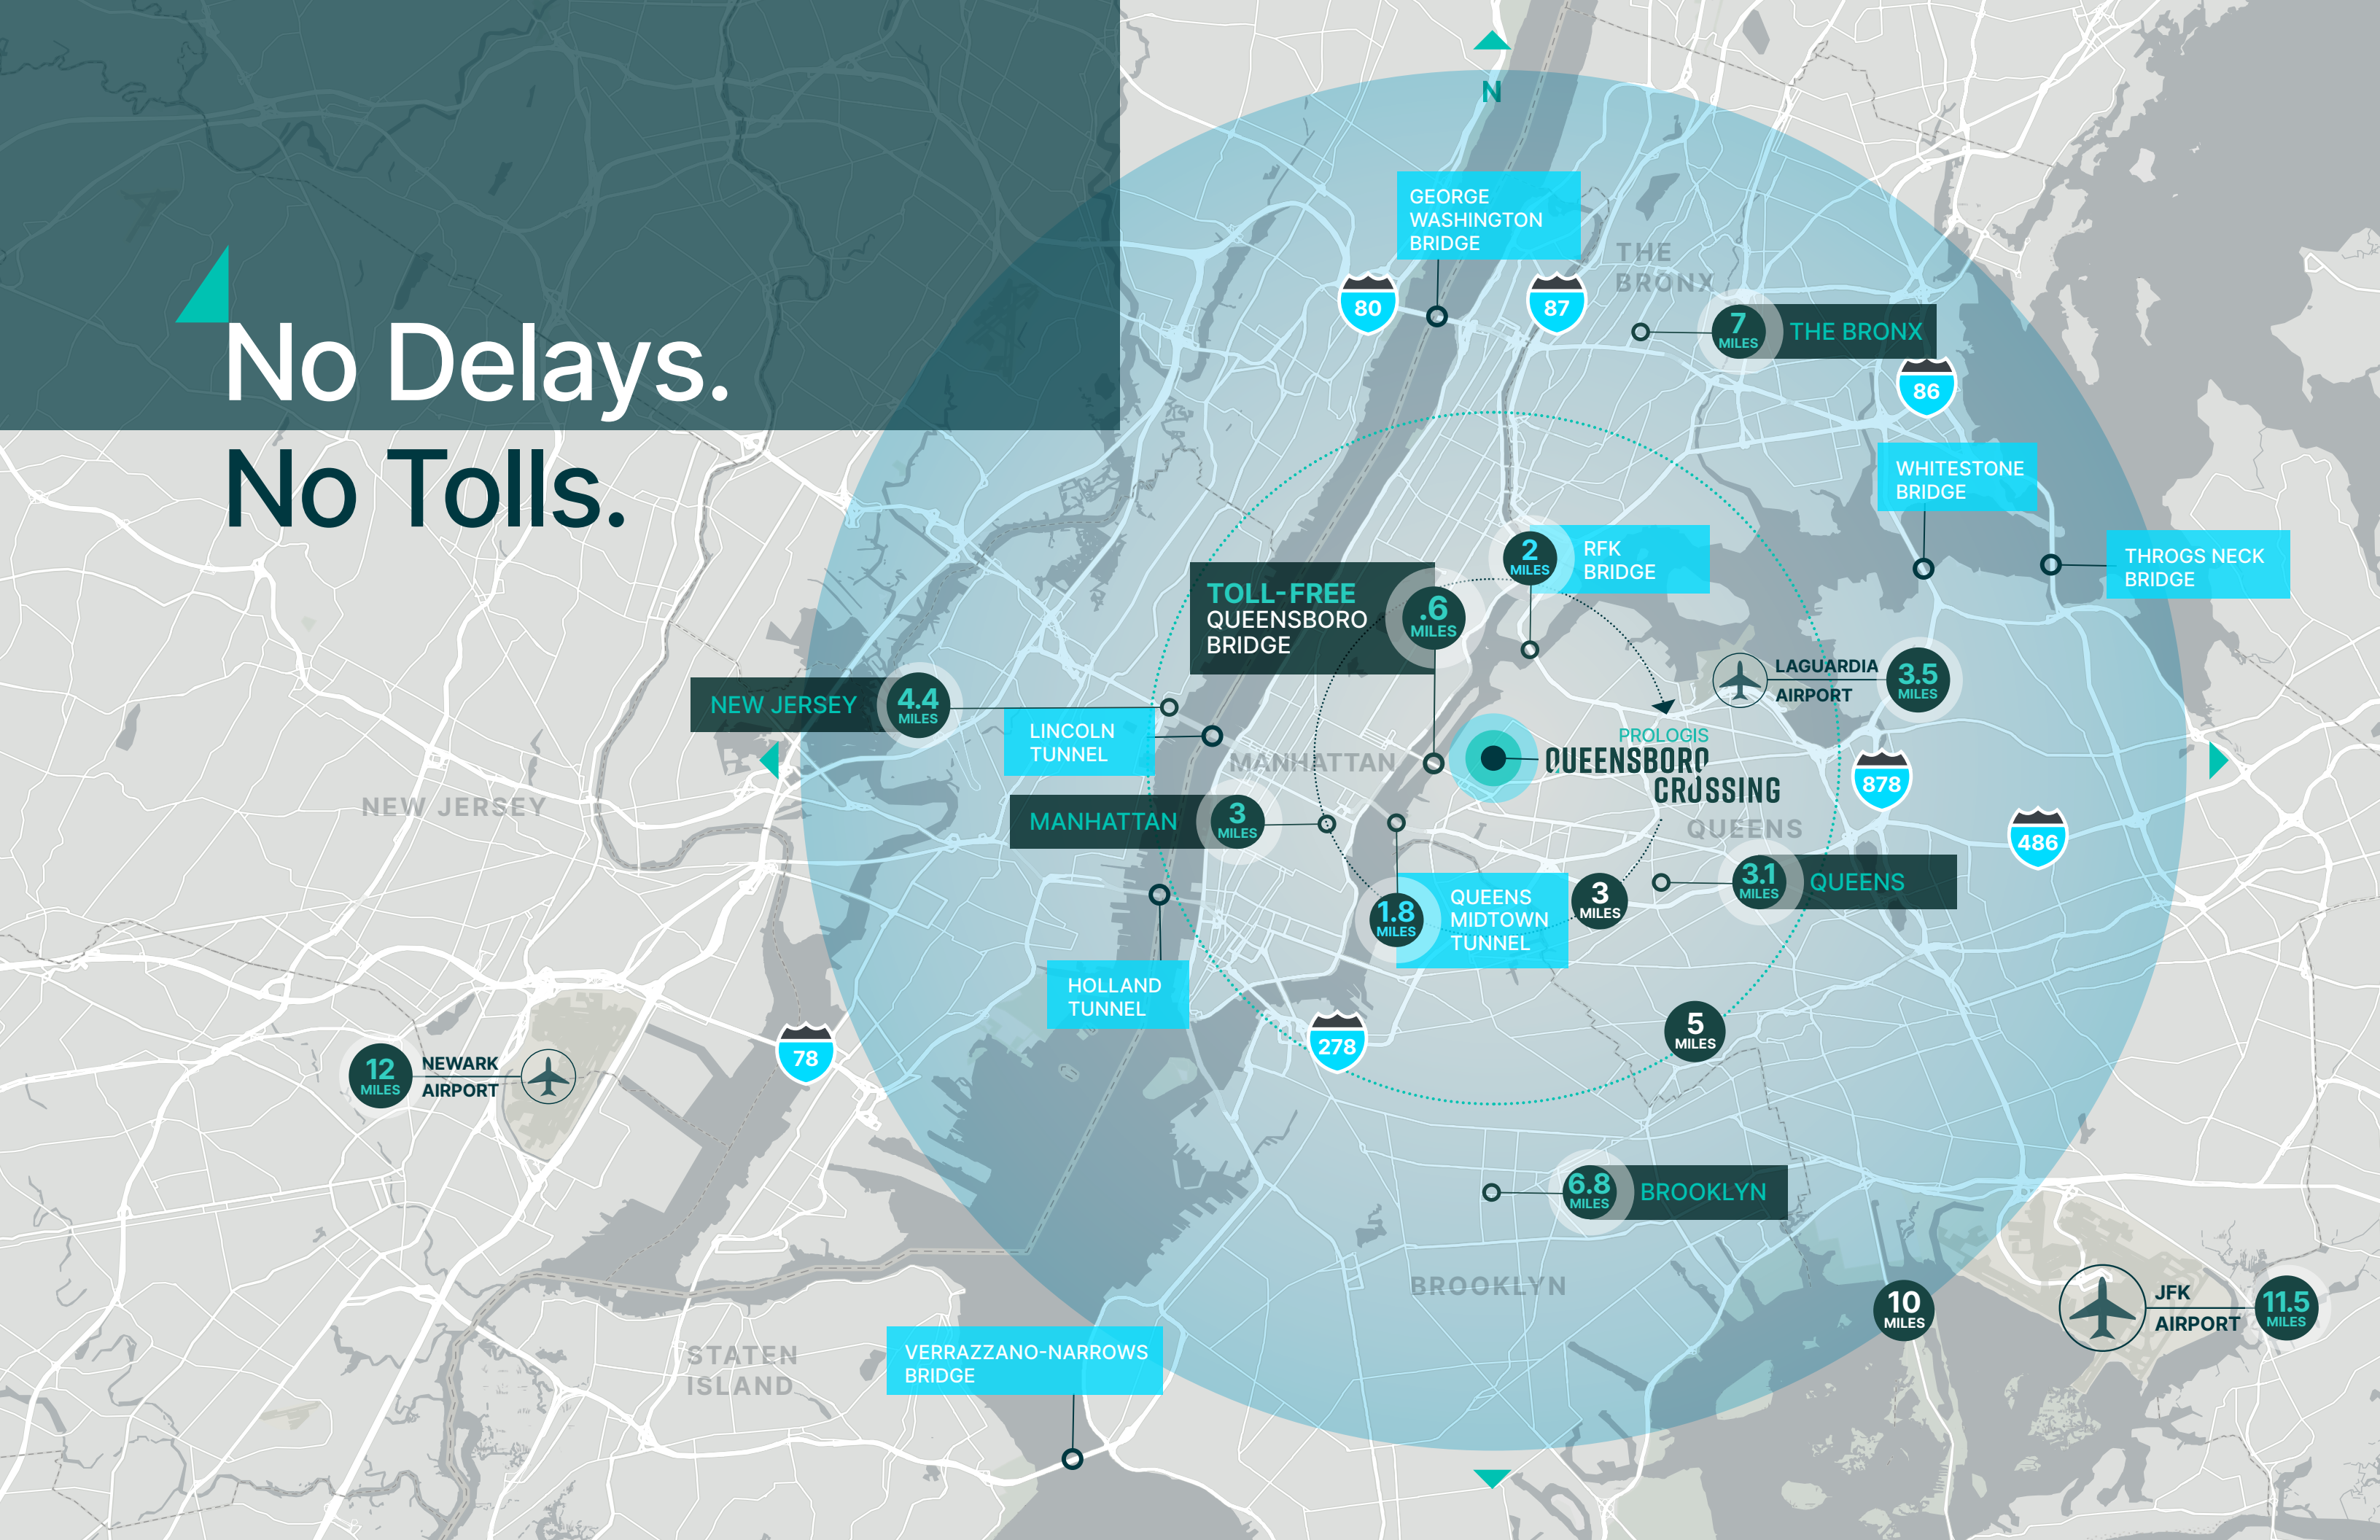 No Delays.
No Tolls.
N
GEORGE
WASHINGTON
BRIDGE
THE
BRONX
80
87
7
MILES
THE BRONX
86
WHITESTONE
BRIDGE
THROGS NECK
BRIDGE
2
MILES
RFK
BRIDGE
TOLL-FREE
QUEENSBORO
BRIDGE
.6
MILES
LAGUARDIA
AIRPORT
3.5
MILES
NEW JERSEY
4.4
MILES
LINCOLN
TUNNEL
MANHATTAN
PROLOGIS
QUEENSBORO
CROSSING
878
NEW JERSEY
MANHATTAN
3
MILES
QUEENS
486
3.1
MILES
QUEENS
1.8
MILES
QUEENS
MIDTOWN
TUNNEL
3
MILES
HOLLAND
TUNNEL
5
MILES
278
78
12
MILES
NEWARK
AIRPORT
6.8
MILES
BROOKLYN
BROOKLYN
10
MILES
JFK
AIRPORT
11.5
MILES
STATEN
ISLAND
VERRAZZANO-NARROWS
BRIDGE